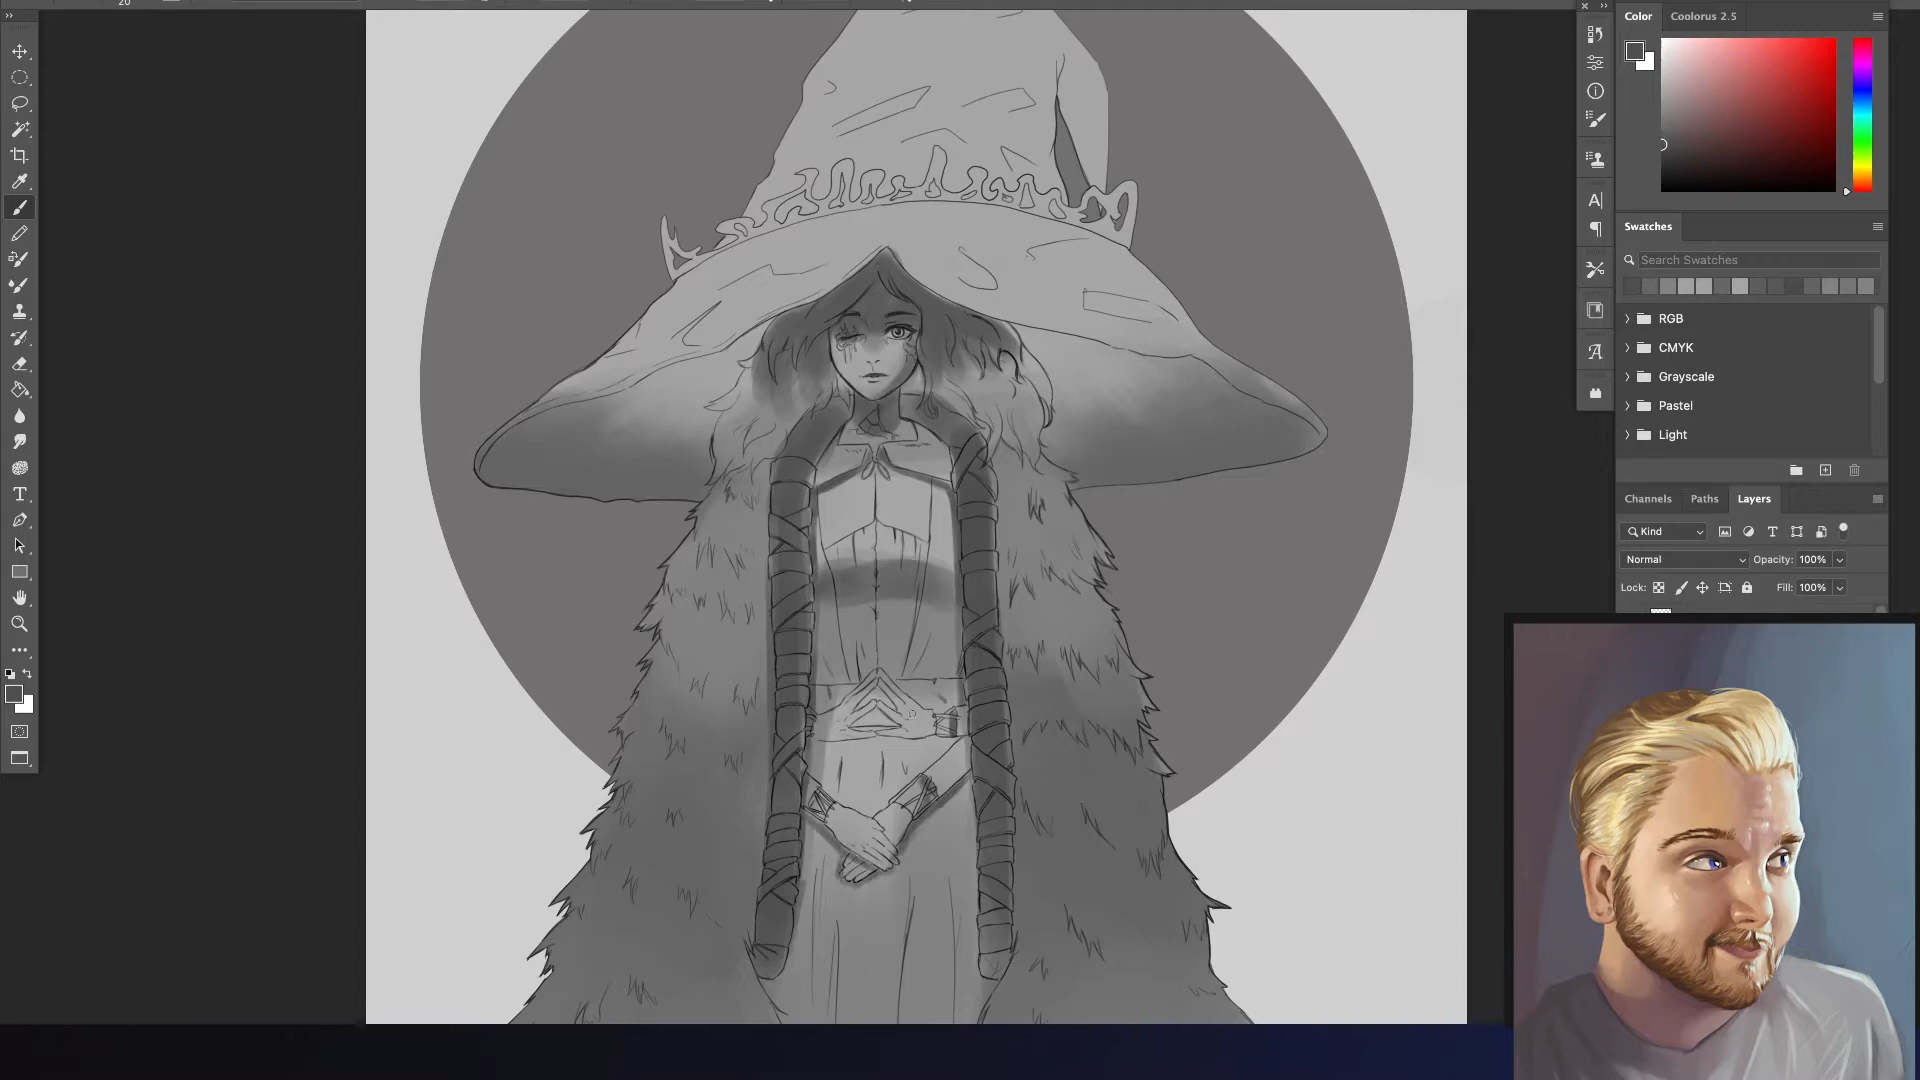 20
Color
Coolorus 2.5
Swatches
Search Swatches
RGB
CMYK
Grayscale
Pastel
Light
Channels
Paths
Layers
Kind
Normal
Opacity: 100%
Lock:
Fill: 100%